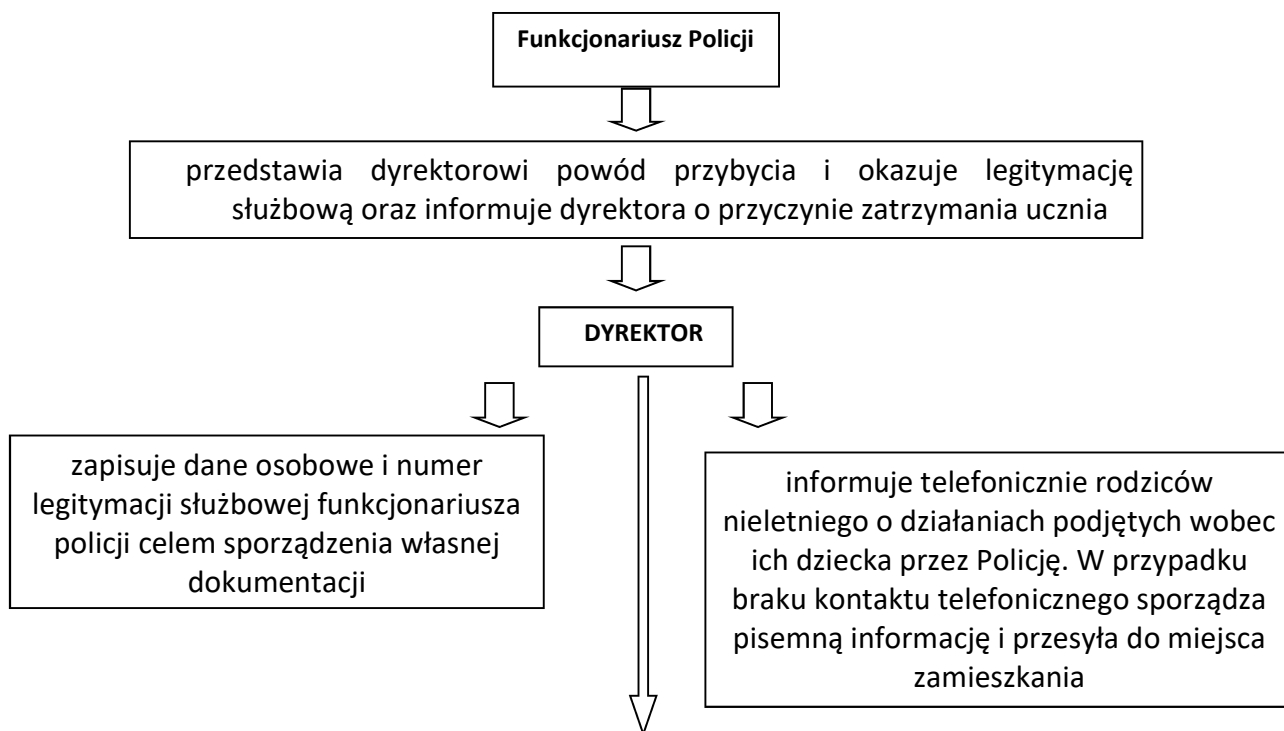 Funkcjonariusz Policji
przedstawia dyrektorowi powód przybycia i okazuje legitymację
służbową oraz informuje dyrektora o przyczynie zatrzymania ucznia
DYREKTOR
zapisuje dane osobowe i numer
legitymacji służbowej funkcjonariusza
policji celem sporządzenia własnej
dokumentacji
informuje telefonicznie rodziców
nieletniego o działaniach podjętych wobec
ich dziecka przez Policję. W przypadku
braku kontaktu telefonicznego sporządza
pisemną informację i przesyła do miejsca
zamieszkania